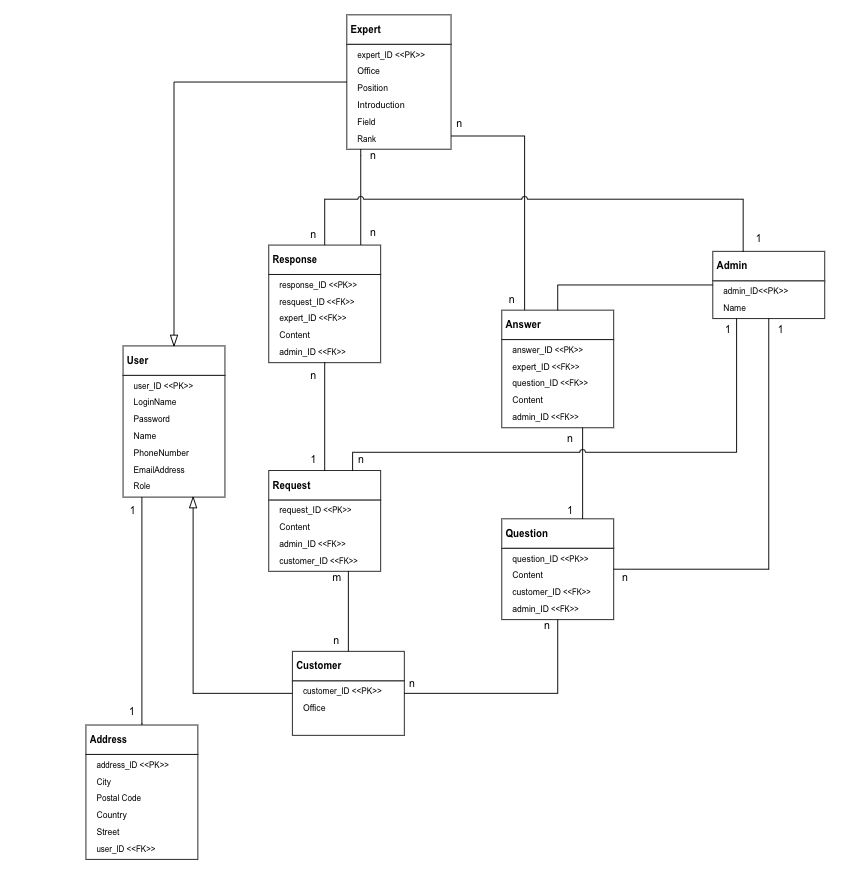 Expert
expert_ID <<PK>>
Office
Position
Introduction
Field
Rank
n
n
n
n
1
Response
response_ID <<PK>>
resquest_ID <<FK>>
expert_ID <<FK>>
Content
admin_ID <<FK>>
Admin
admin_ID<<PK>>
Name
n
Answer
answer_ID <<PK>>
expert_ID <<FK>>
question_ID <<FK>>
Content
admin_ID <<FK>>
1
1
User
user_ID <<PK>>
LoginName
Password
Name
PhoneNumber
EmailAddress
Role
n
n
1
n
Request
request_ID <<PK>>
Content
admin_ID <<FK>>
customer_ID <<FK>>
1
1
Question
question_ID <<PK>>
Content
customer_ID <<FK>>
admin_ID <<FK>>
n
m
n
n
Customer
customer_ID <<PK>>
Office
n
1
Address
address_ID <<PK>>
City
Postal Code
Country
Street
user_ID <<FK>>